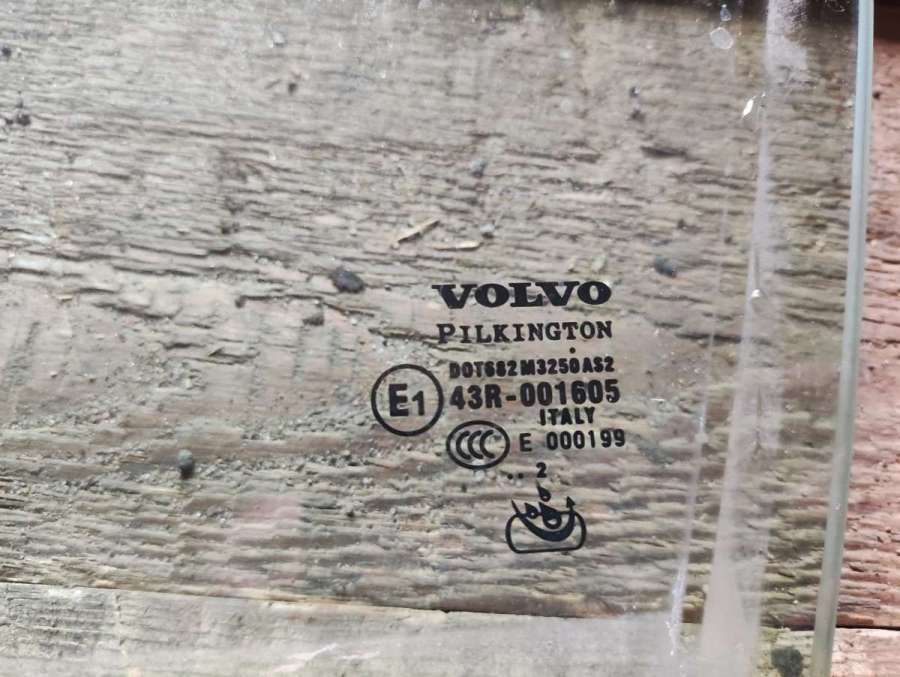 VOLVO
PILKINGTON
DOT682 M3250 AS2
E1 43R-001605
ITALY
CCC E 000199
.. 2